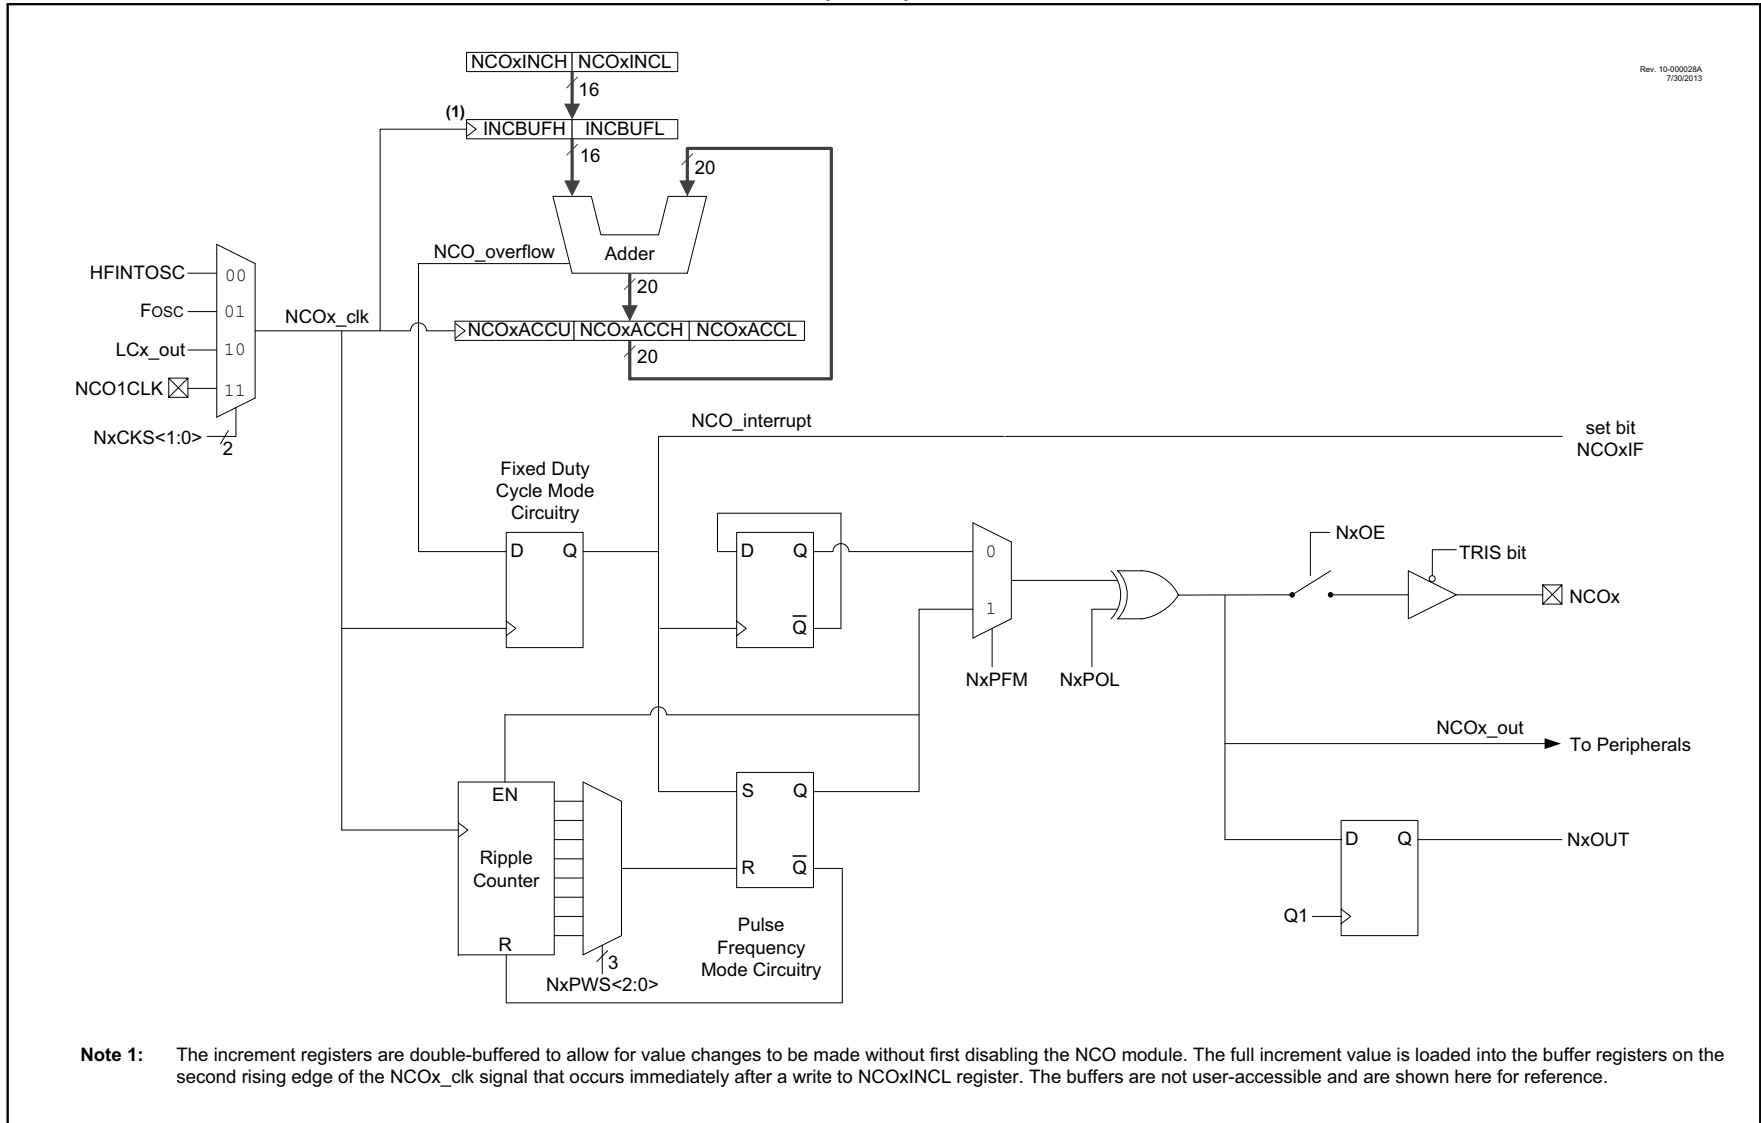 Rev. 10-000028A
7/30/2013
NCOxINCH NCOxINCL
16
(1)
INCBUFH INCBUFL
16
20
Adder
NCO_overflow
20
HFINTOSC 00
FOSC 01
LCx_out 10
NCO1CLK 11
NxCKS<1:0>
2
NCOx_clk
NCOxACCU NCOxACCH NCOxACCL
20
NCO_interrupt
set bit
NCOxIF
Fixed Duty
Cycle Mode
Circuitry
D Q
D Q
Q
0
1
NxPFM
NxPOL
NxOE
TRIS bit
NCOx
NCOx_out
To Peripherals
EN
Ripple
Counter
R
3
NxPWS<2:0>
S Q
R Q
Pulse
Frequency
Mode Circuitry
D Q
NxOUT
Q1
Note 1: The increment registers are double-buffered to allow for value changes to be made without first disabling the NCO module. The full increment value is loaded into the buffer registers on the
second rising edge of the NCOx_clk signal that occurs immediately after a write to NCOxINCL register. The buffers are not user-accessible and are shown here for reference.